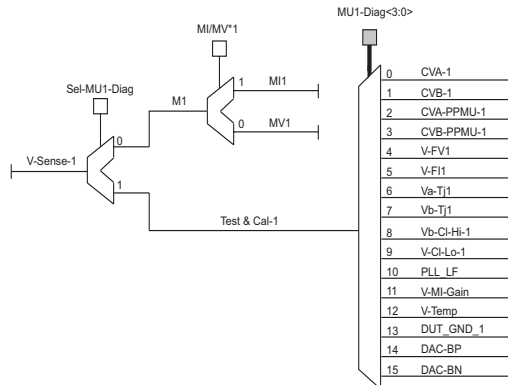 MU1-Diag<3:0>
MI/MV*1
Sel-MU1-Diag
M1
1
MI1
0
MV1
V-Sense-1
0
1
Test & Cal-1
0 CVA-1
1 CVB-1
2 CVA-PPMU-1
3 CVB-PPMU-1
4 V-FV1
5 V-FI1
6 Va-Tj1
7 Vb-Tj1
8 Vb-Cl-Hi-1
9 V-Cl-Lo-1
10 PLL_LF
11 V-MI-Gain
12 V-Temp
13 DUT_GND_1
14 DAC-BP
15 DAC-BN